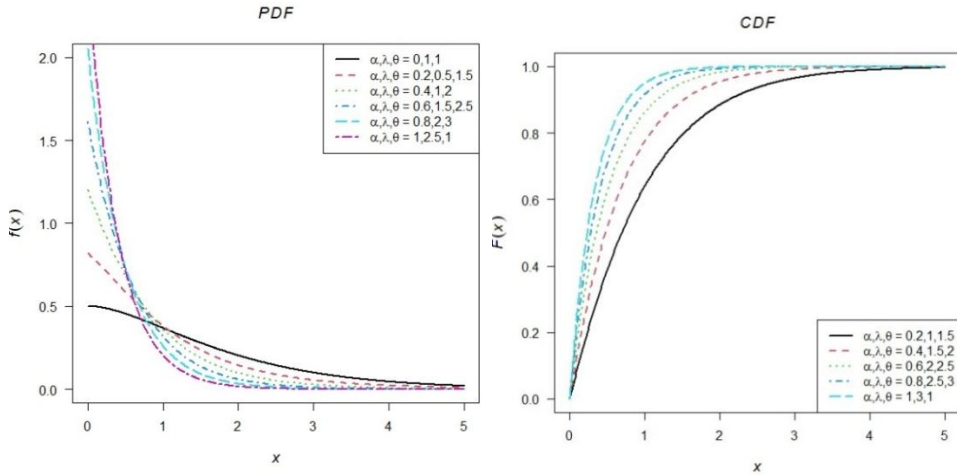 PDF
f(x)
2.0
1.5
1.0
0.5
0.0
α,λ,θ = 0,1,1
α,λ,θ = 0.2,0.5,1.5
α,λ,θ = 0.4,1,2
α,λ,θ = 0.6,1.5,2.5
α,λ,θ = 0.8,2,3
α,λ,θ = 1,2.5,1
0 1 2 3 4 5
x
CDF
F(x)
1.0
0.8
0.6
0.4
0.2
0.0
α,λ,θ = 0.2,1,1.5
α,λ,θ = 0.4,1.5,2
α,λ,θ = 0.6,2,2.5
α,λ,θ = 0.8,2.5,3
α,λ,θ = 1,3,1
0 1 2 3 4 5
x